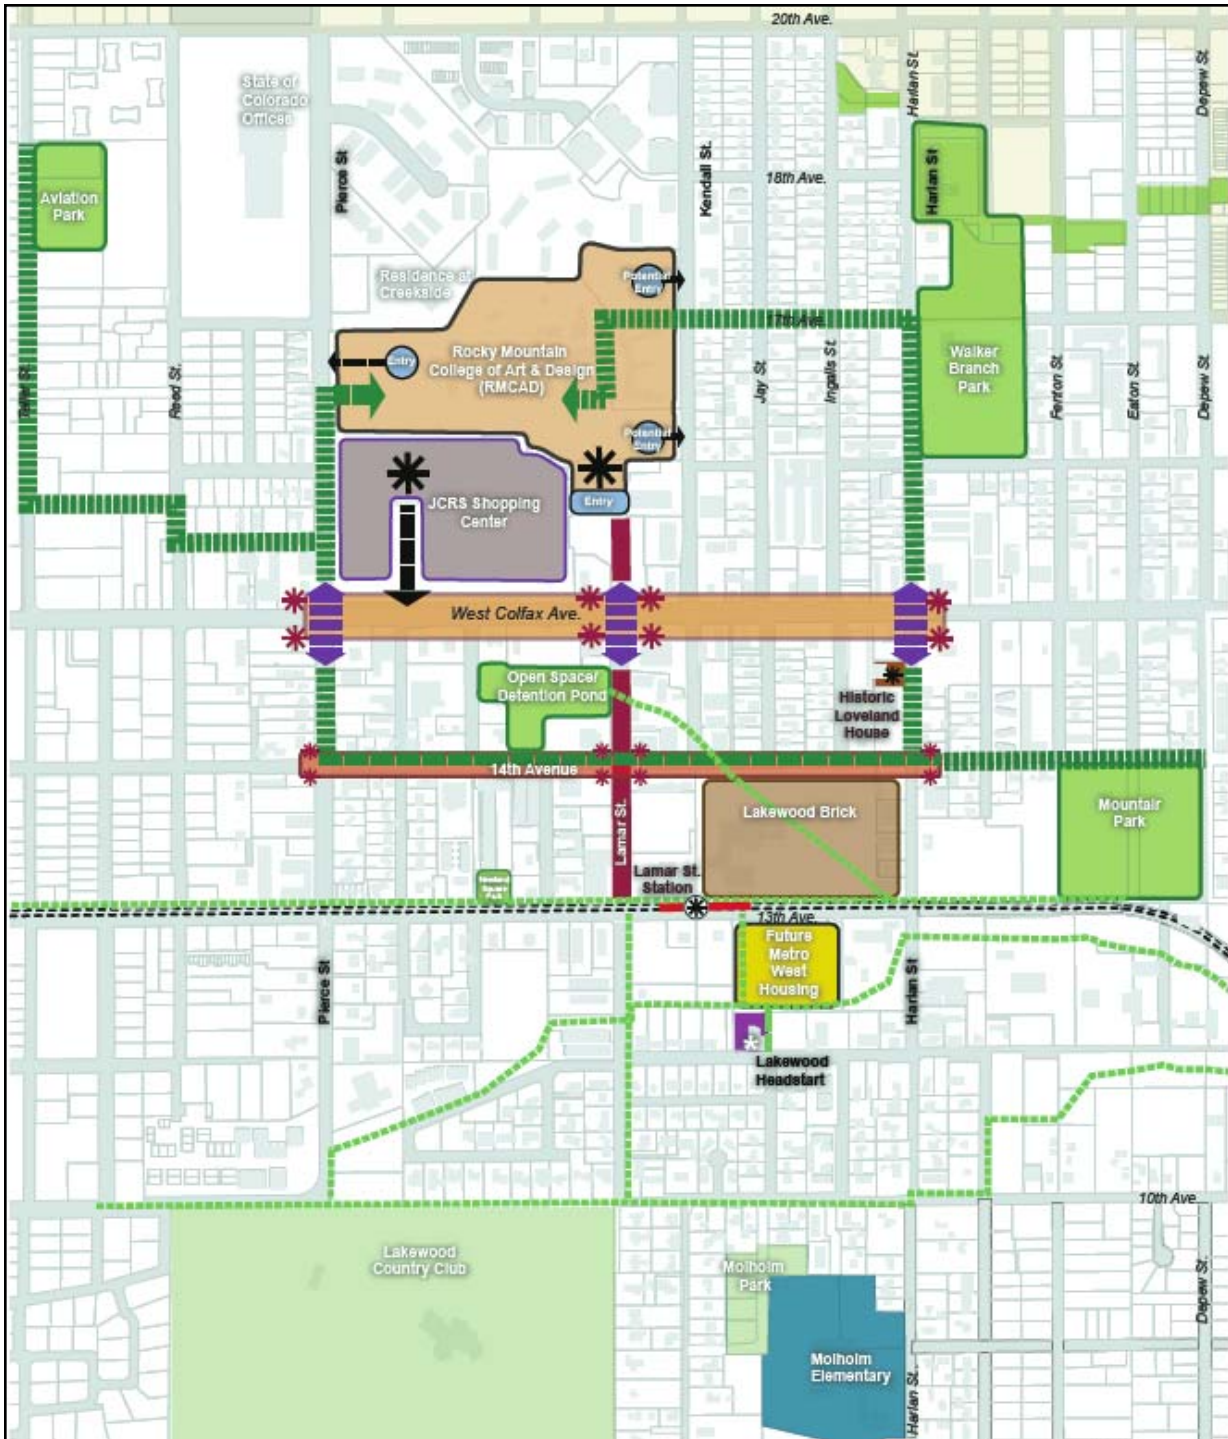 20th Ave.
Harlan St.
Depew St.
State of
Colorado
Offices
Pierce St
Kendall St.
18th Ave.
Harlan St
Aviation
Park
Residence at
Creekside
Potential
Entry
17th Ave.
Entry
Rocky Mountain
College of Art & Design
(RMCAD)
Walker
Branch
Park
Reed St.
Jay St
Ingalls St.
Fenton St.
Eaton St.
Depew St.
Potential
Entry
JCRS Shopping
Center
Entry
West Colfax Ave.
Open Spacer
Detention Pond
Historic
Loveland
House
14th Avenue
Lamar St.
Lakewood Brick
Mountair
Park
Lamar St.
Station
13th Ave.
Future
Metro
West
Housing
Pierce St
Harlan St
Lakewood
Headstart
10th Ave
Lakewood
Country Club
Molholm
Park
Depew St.
Molholm
Elementary
Harlan St.